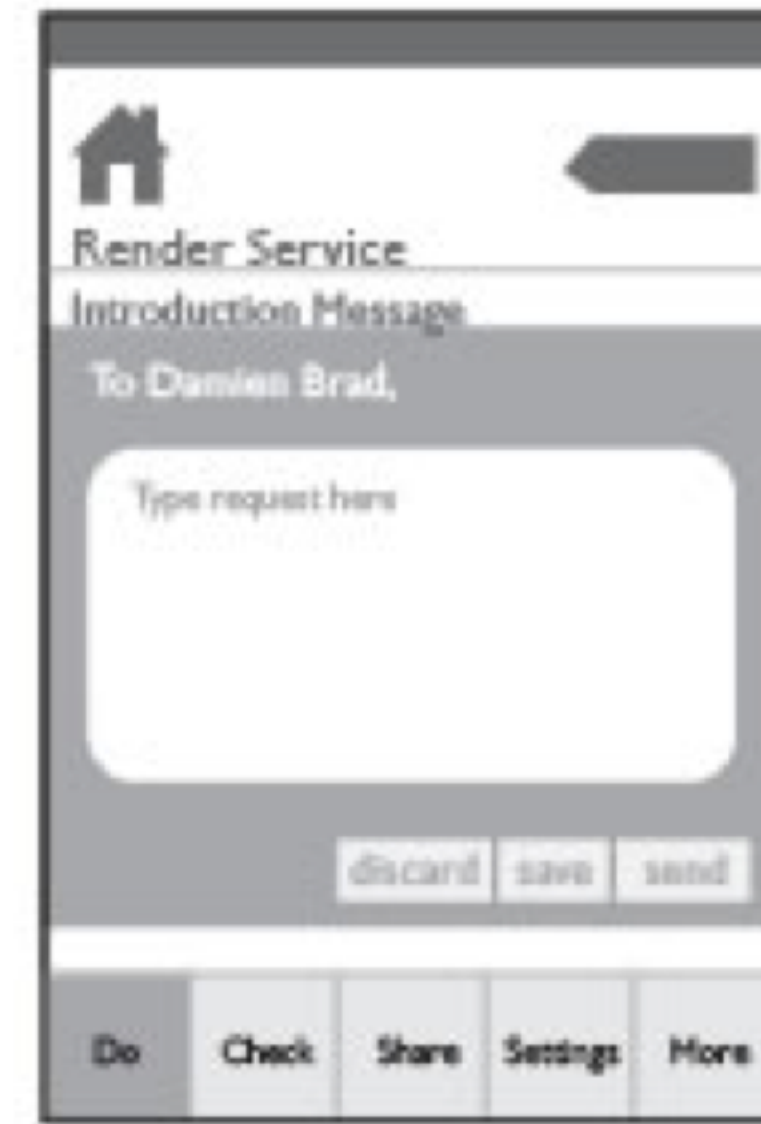 Render Service
Introduction Message
To Damien Brad,
Type request here
discard save send
Do Check Share Settings More